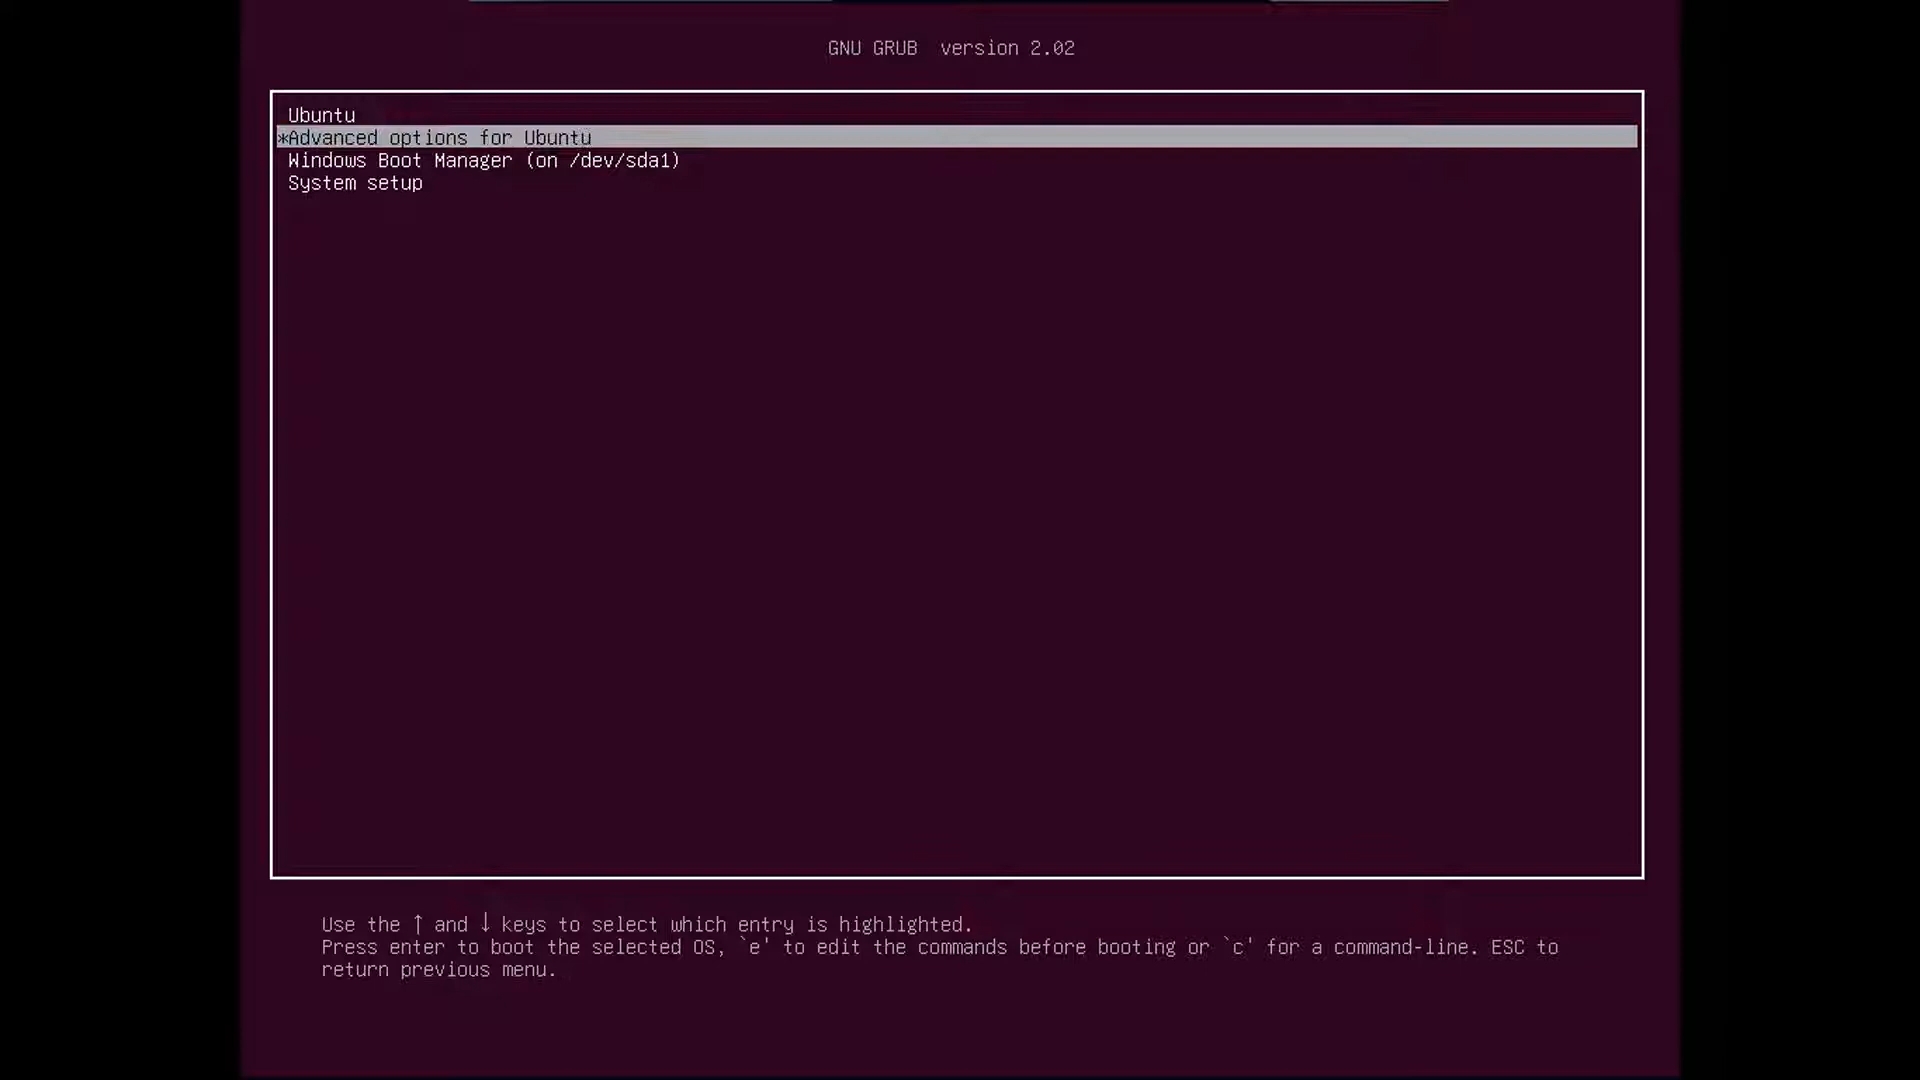 GNU GRUB  version 2.02
Ubuntu
*Advanced options for Ubuntu
Windows Boot Manager (on /dev/sda1)
System setup
Use the ↑ and ↓ keys to select which entry is highlighted.
Press enter to boot the selected OS, `e' to edit the commands before booting or `c' for a command-line. ESC to
return previous menu.